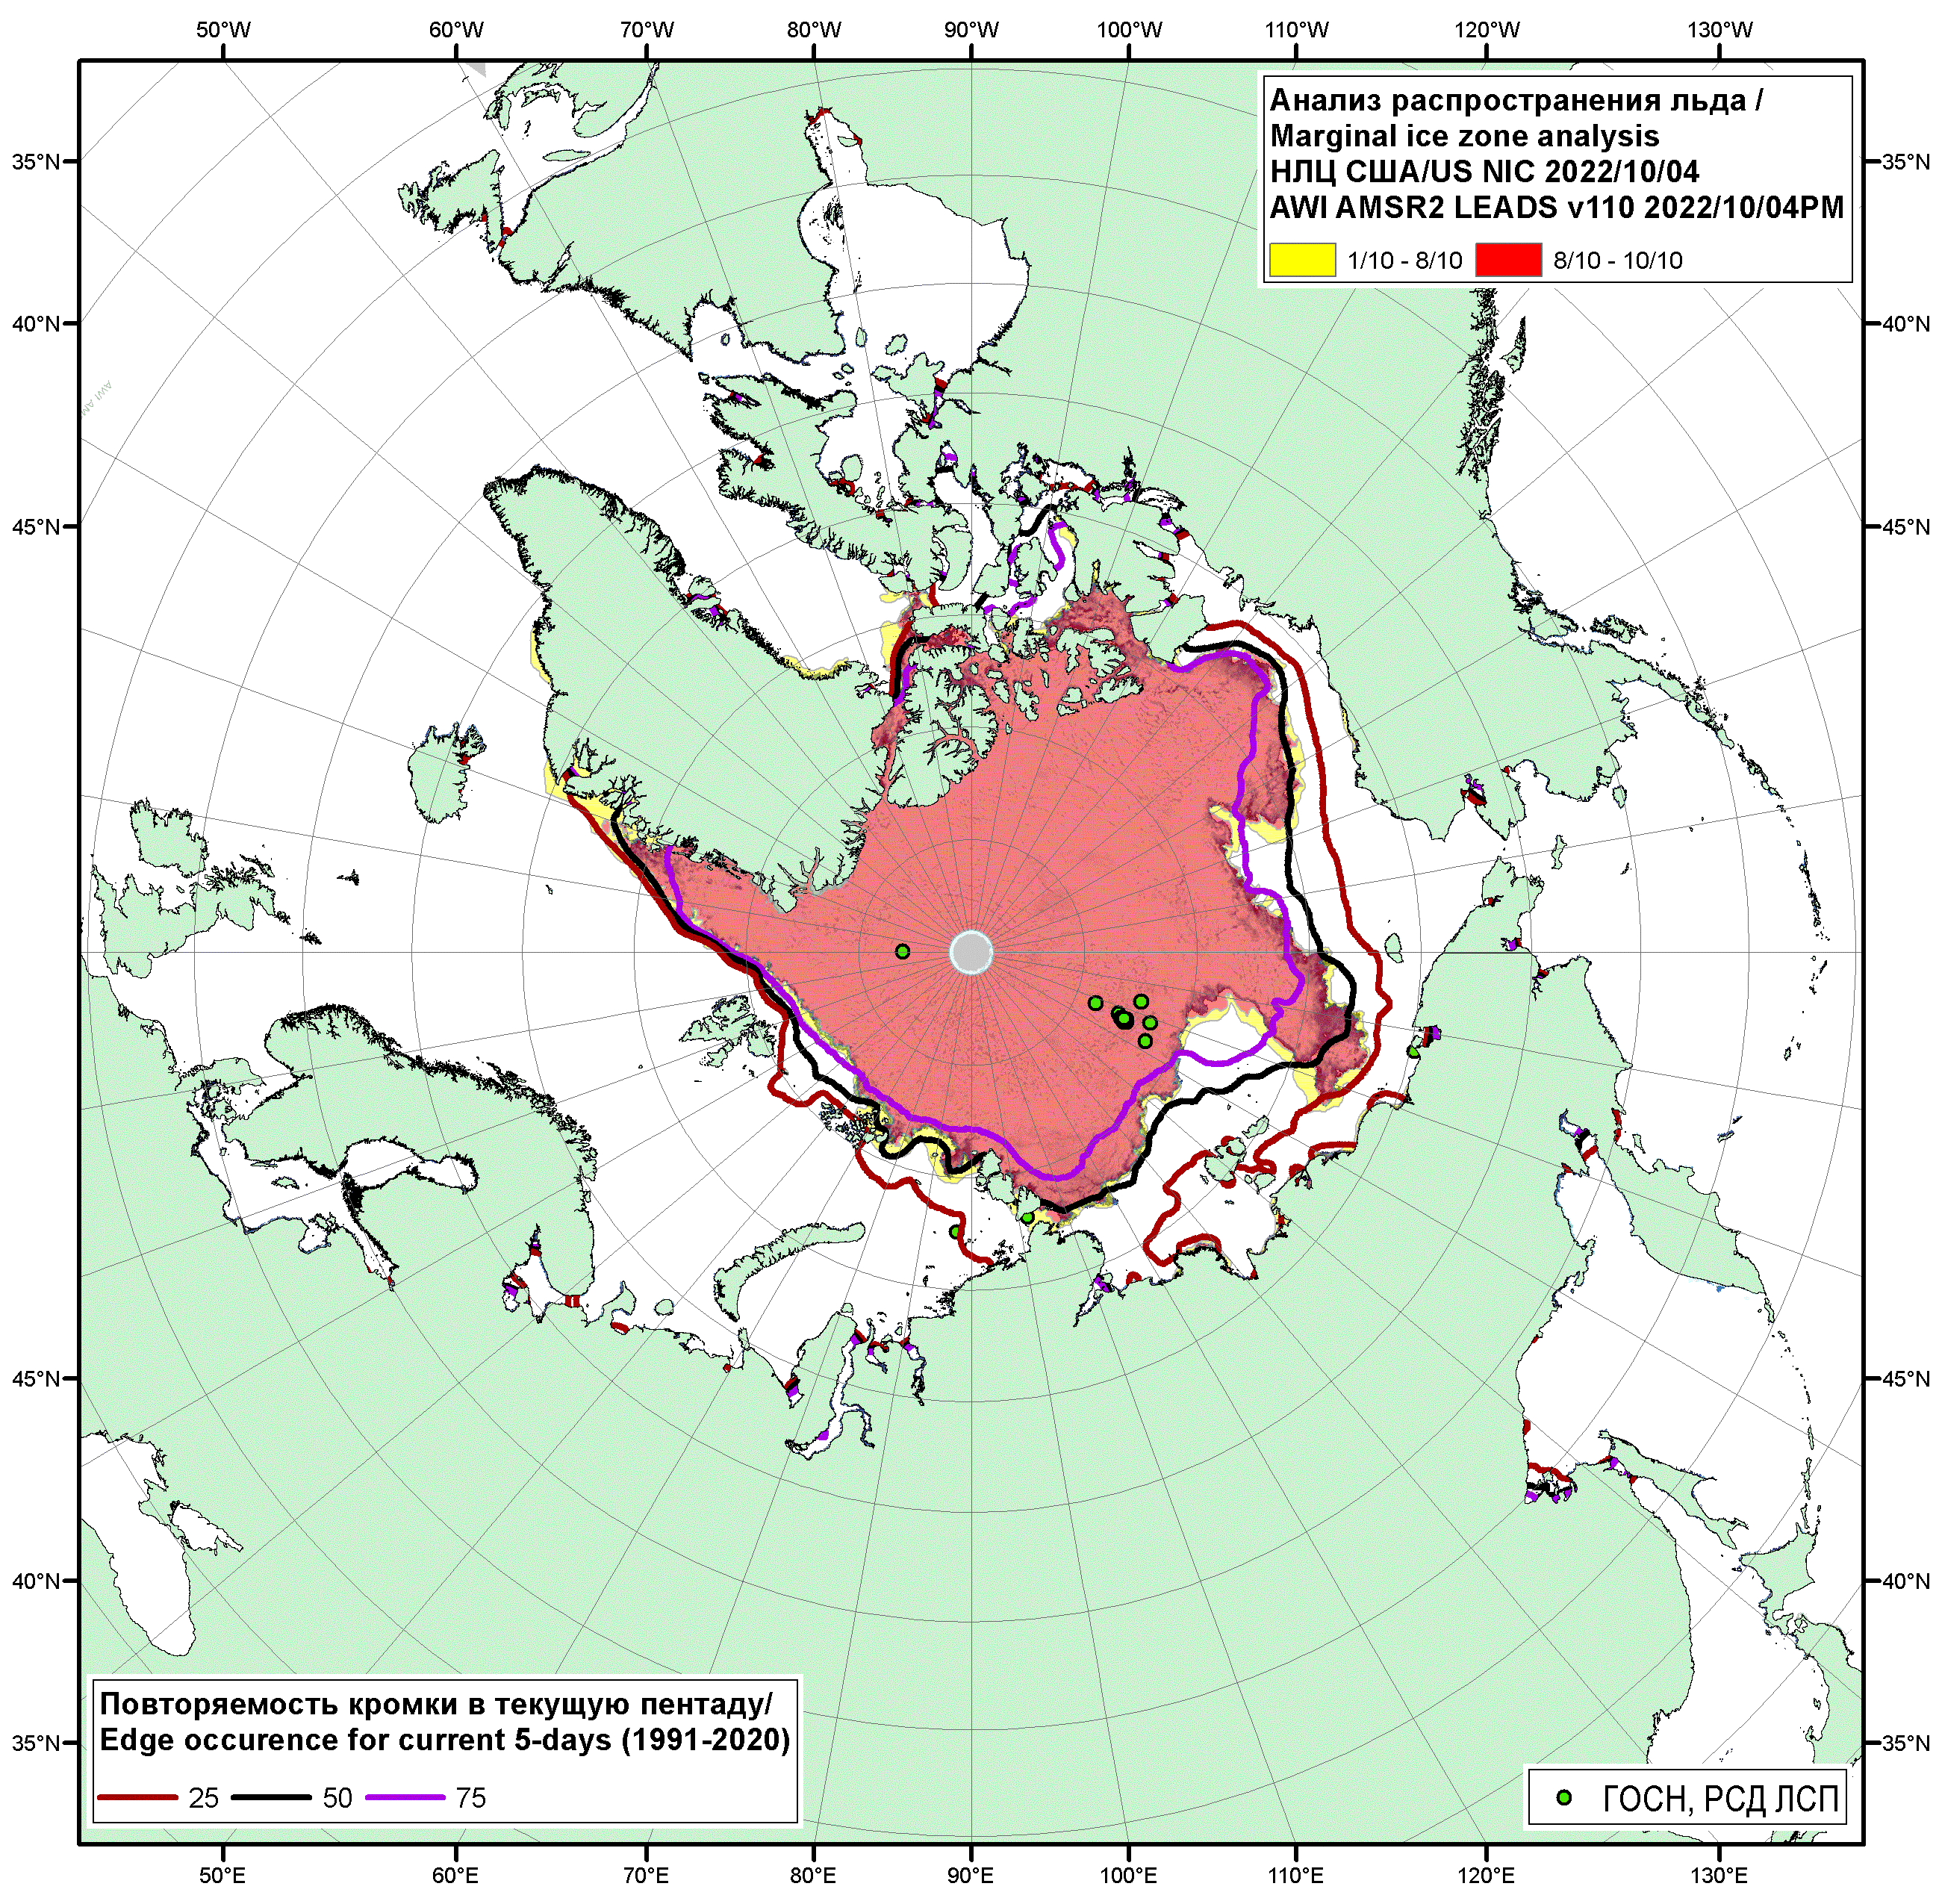 50°W 60°W 70°W 80°W 90°W 100°W 110°W 120°W 130°W
Анализ распространения льда /
Marginal ice zone analysis
НЛЦ США/US NIC 2022/10/04
AWI AMSR2 LEADS v110 2022/10/04PM
1/10 - 8/10 8/10 - 10/10
35°N 35°N
40°N 40°N
AWI AM
45°N 45°N
45°N 45°N
40°N 40°N
35°N 35°N
Повторяемость кромки в текущую пентаду/
Edge occurence for current 5-days (1991-2020)
25 50 75
ГОСН, РСД ЛСП
50°E 60°E 70°E 80°E 90°E 100°E 110°E 120°E 130°E